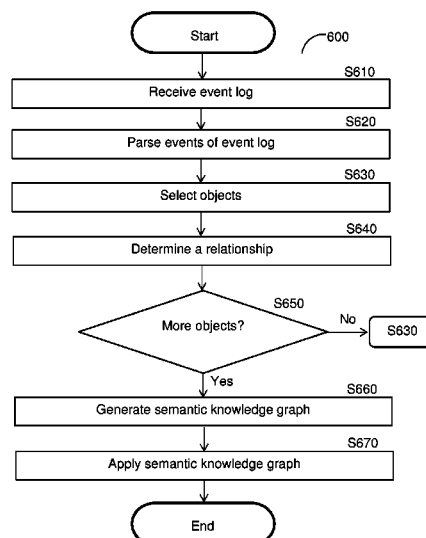 Start
600
S610
Receive event log
S620
Parse events of event log
S630
Select objects
S640
Determine a relationship
S650
More objects?
No
S630
Yes
S660
Generate semantic knowledge graph
S670
Apply semantic knowledge graph
End